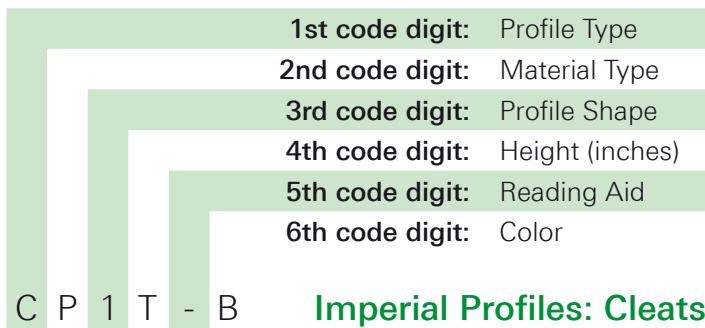 1st code digit: Profile Type
2nd code digit: Material Type
3rd code digit: Profile Shape
4th code digit: Height (inches)
5th code digit: Reading Aid
6th code digit: Color
C P 1 T - B Imperial Profiles: Cleats